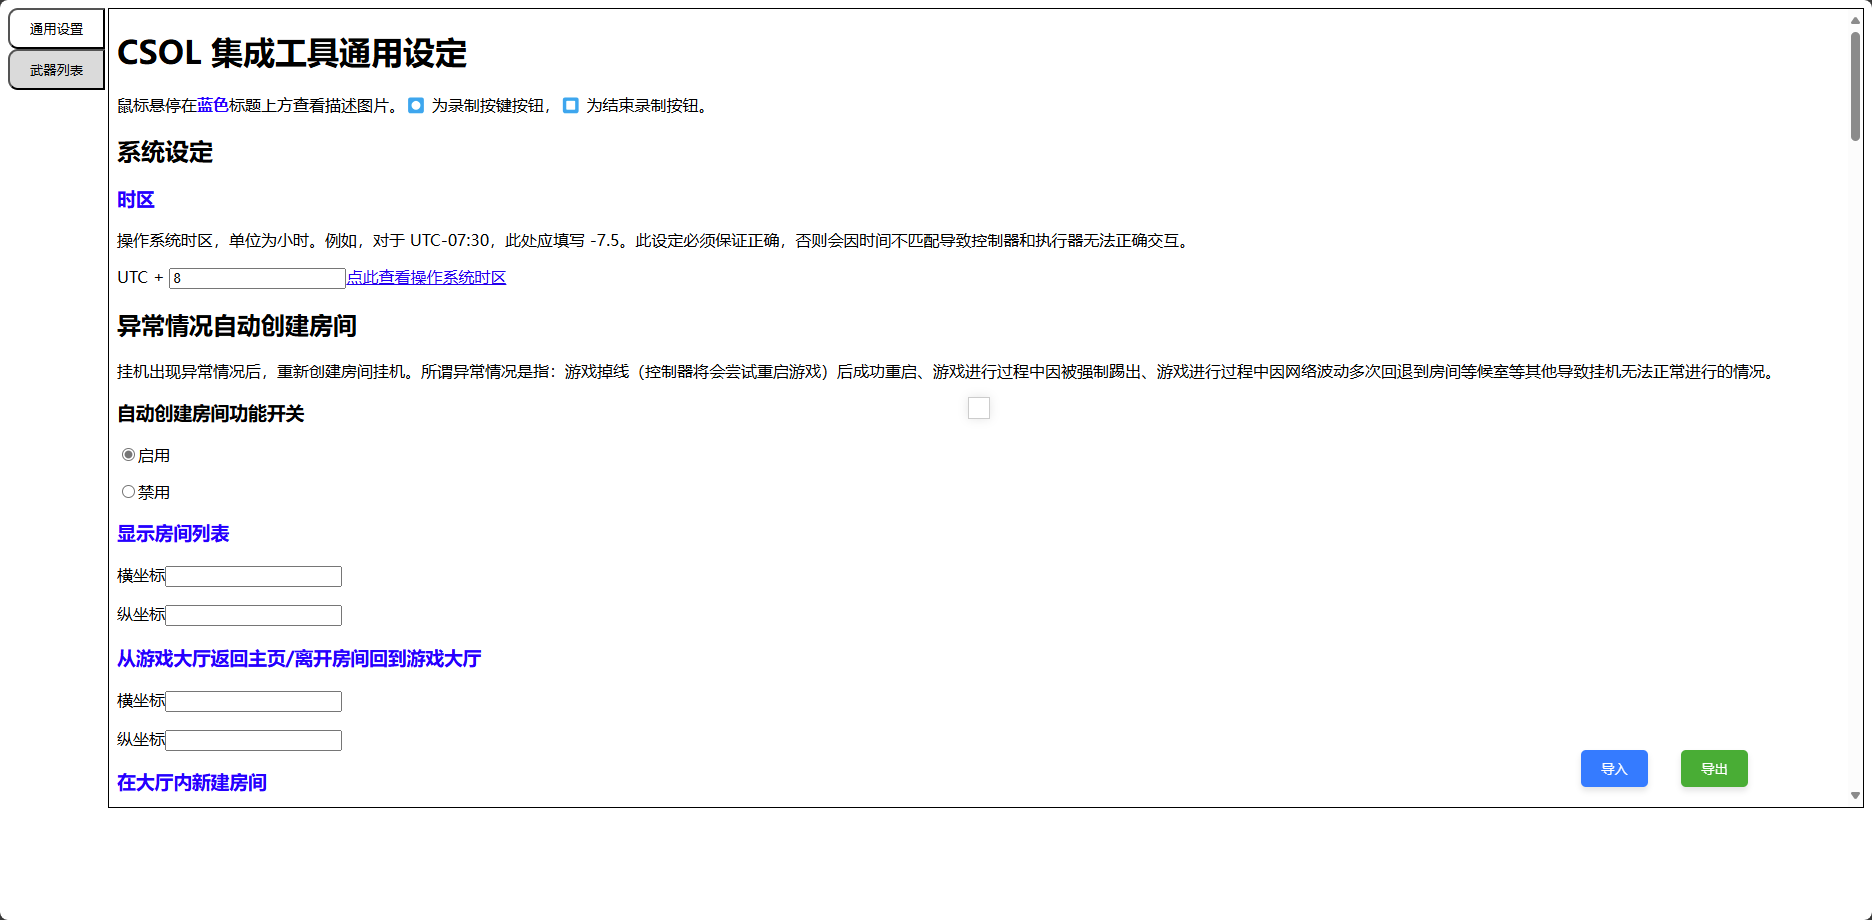 通用设置
武器列表
CSOL 集成工具通用设定
鼠标悬停在蓝色标题上方查看描述图片。 为录制按键按钮， 为结束录制按钮。
系统设定
时区
操作系统时区，单位为小时。例如，对于 UTC-07:30，此处应填写 -7.5。此设定必须保证正确，否则会因时间不匹配导致控制器和执行器无法正确交互。
UTC + 8 点此查看操作系统时区
异常情况自动创建房间
挂机出现异常情况后，重新创建房间挂机。所谓异常情况是指：游戏掉线（控制器将会尝试重启游戏）后成功重启、游戏进行过程中因被强制踢出、游戏进行过程中因网络波动多次回退到房间等候室等其他导致挂机无法正常进行的情况。
自动创建房间功能开关
启用
禁用
显示房间列表
横坐标
纵坐标
从游戏大厅返回主页/离开房间回到游戏大厅
横坐标
纵坐标
在大厅内新建房间
导入
导出